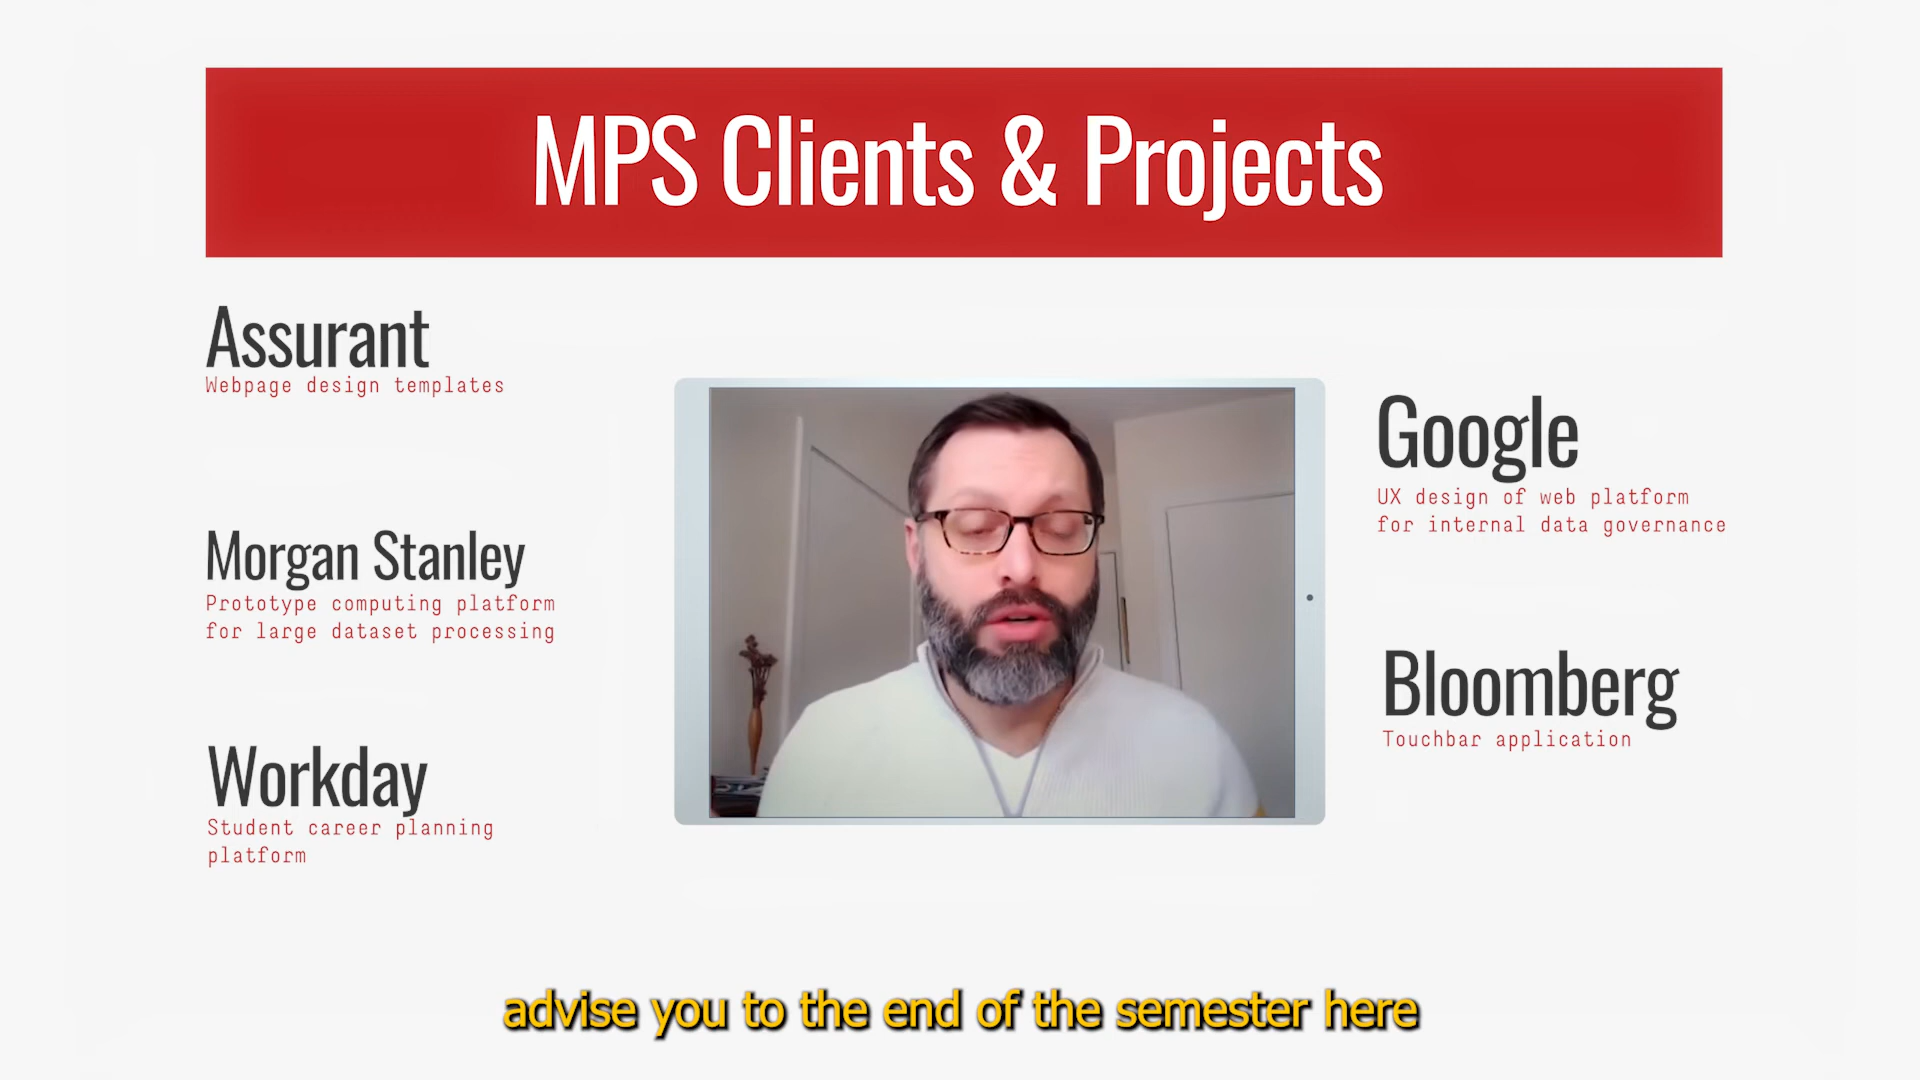 MPS Clients & Projects
Assurant
Webpage design templates
Morgan Stanley
Prototype computing platform
for large dataset processing
Workday
Student career planning
platform
Google
UX design of web platform
for internal data governance
Bloomberg
Touchbar application
advise you to the end of the semester here